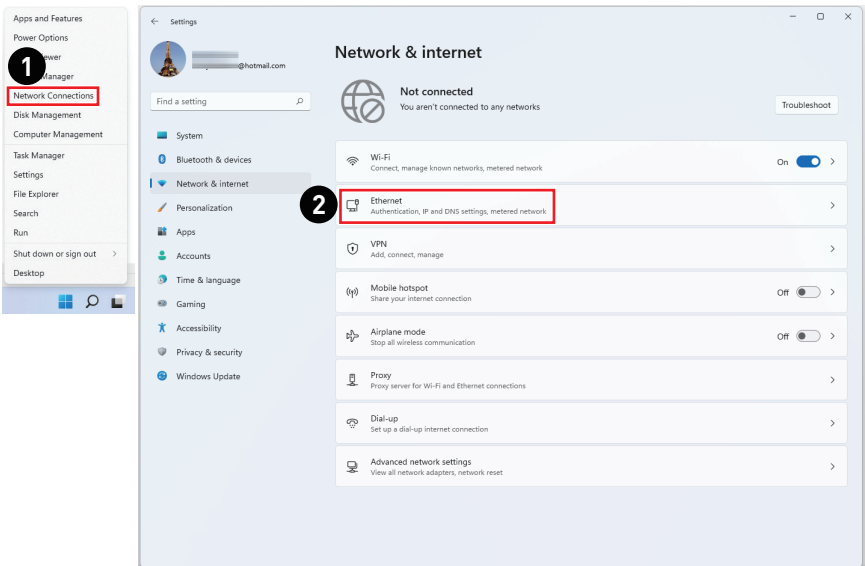 Apps and Features
Power Options
ewer
1
Manager
Network Connections
Disk Management
Computer Management
Task Manager
Settings
File Explorer
Search
Run
Shut down or sign out
Desktop
Settings
@hotmail.com
Find a setting
System
Bluetooth & devices
Network & internet
Personalization
Apps
Accounts
Time & language
Gaming
Accessibility
Privacy & security
Windows Update
Network & internet
Not connected
You aren't connected to any networks
Troubleshoot
Wi-Fi
Connect, manage known networks, metered network
On
2
Ethernet
Authentication, IP and DNS settings, metered network
VPN
Add, connect, manage
Mobile hotspot
Share your internet connection
Off
Airplane mode
Stop all wireless communication
Off
Proxy
Proxy server for Wi-Fi and Ethernet connections
Dial-up
Set up a dial-up internet connection
Advanced network settings
View all network adapters, network reset